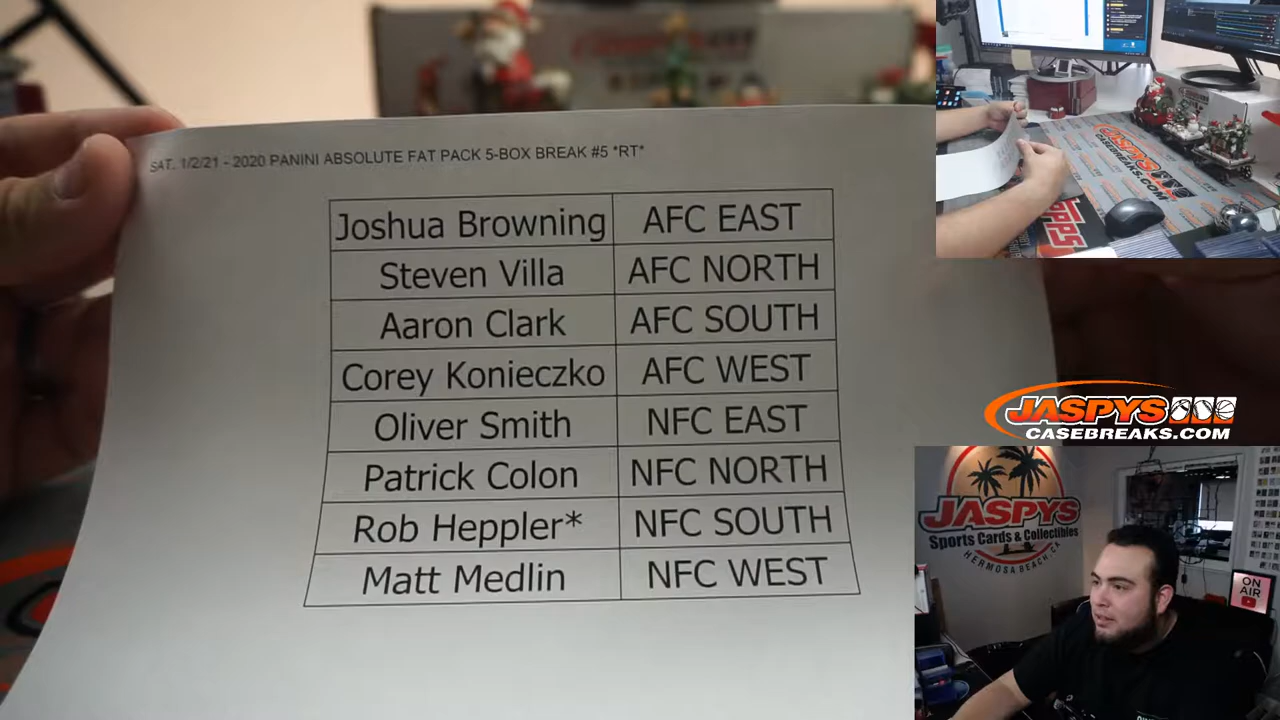 SAT. 1/2/21 - 2020 PANINI ABSOLUTE FAT PACK 5-BOX BREAK #5 *RT*
Joshua Browning AFC EAST
Steven Villa AFC NORTH
Aaron Clark AFC SOUTH
Corey Konieczko AFC WEST
Oliver Smith NFC EAST
Patrick Colon NFC NORTH
Rob Heppler* NFC SOUTH
Matt Medlin NFC WEST
CASEBREAKS.COM
TOPPS
JASPYS
CASEBREAKS.COM
JASPYS
Sports Cards & Collectibles
HERMOSA BEACH, CA
ON
AIR